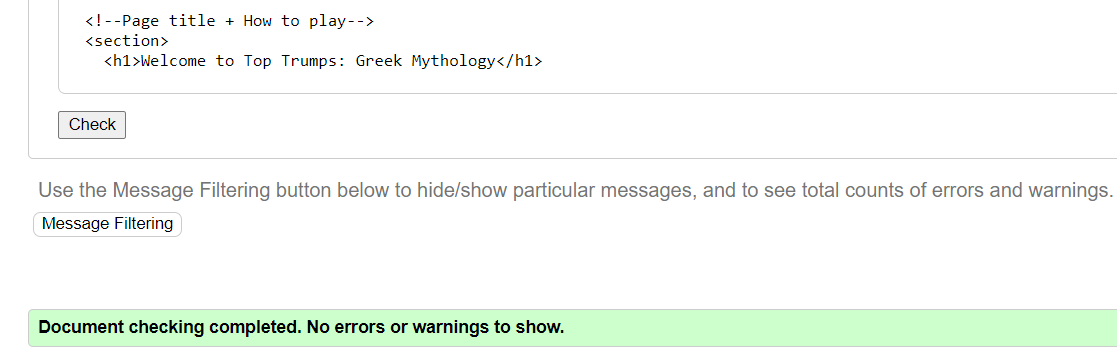 <!--Page title + How to play-->
<section>
<h1>Welcome to Top Trumps: Greek Mythology</h1>
Check
Use the Message Filtering button below to hide/show particular messages, and to see total counts of errors and warnings.
Message Filtering
Document checking completed. No errors or warnings to show.